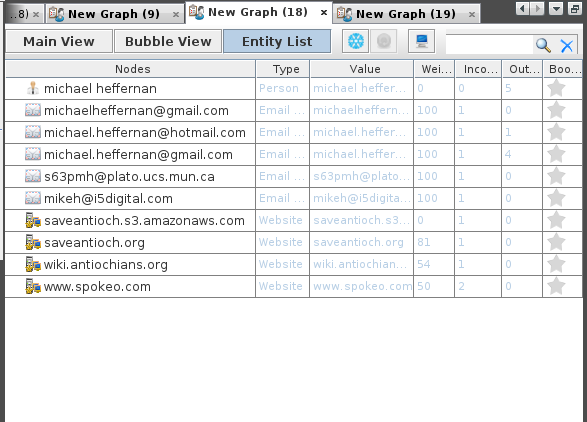 ..8) × New Graph (9) × New Graph (18) × New Graph (19) ×
Main View Bubble View Entity List
Nodes Type Value Wei... Inco... Out... Boo...
michael heffernan Person michael heffer... 0 0 5
michaelheffernan@gmail.com Email ... michaelheffern... 100 1 0
michael.heffernan@hotmail.com Email ... michael.heffer... 100 1 1
michael.heffernan@gmail.com Email ... michael.heffer... 100 1 4
s63pmh@plato.ucs.mun.ca Email ... s63pmh@plato... 100 1 0
mikeh@i5digital.com Email ... mikeh@i5digita... 100 1 0
saveantioch.s3.amazonaws.com Website saveantioch.s3... 0 1 0
saveantioch.org Website saveantioch.org 81 1 0
wiki.antiochians.org Website wiki.antiochian... 54 1 0
www.spokeo.com Website www.spokeo.com 50 2 0